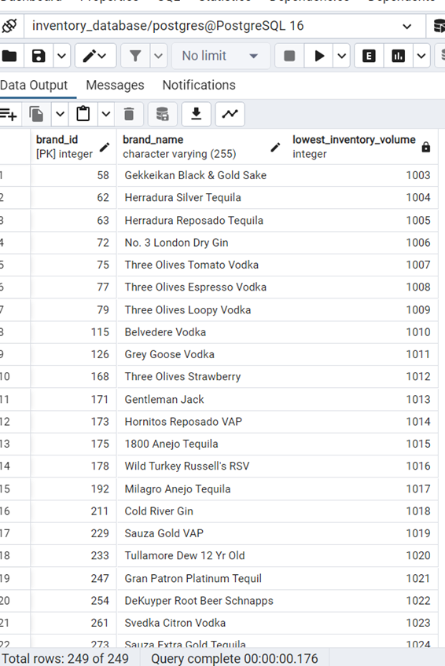 inventory_database/postgres@PostgreSQL 16
No limit
E
Data Output Messages Notifications
brand_id brand_name lowest_inventory_volume
[PK] integer character varying (255) integer
1 58 Gekkeikan Black & Gold Sake 1003
2 62 Herradura Silver Tequila 1004
3 63 Herradura Reposado Tequila 1005
4 72 No. 3 London Dry Gin 1006
5 75 Three Olives Tomato Vodka 1007
6 77 Three Olives Espresso Vodka 1008
7 79 Three Olives Loopy Vodka 1009
8 115 Belvedere Vodka 1010
9 126 Grey Goose Vodka 1011
10 168 Three Olives Strawberry 1012
11 171 Gentleman Jack 1013
12 173 Hornitos Reposado VAP 1014
13 175 1800 Anejo Tequila 1015
14 178 Wild Turkey Russell's RSV 1016
15 192 Milagro Anejo Tequila 1017
16 211 Cold River Gin 1018
17 229 Sauza Gold VAP 1019
18 233 Tullamore Dew 12 Yr Old 1020
19 247 Gran Patron Platinum Tequil 1021
20 254 DeKuyper Root Beer Schnapps 1022
21 261 Svedka Citron Vodka 1023
22 273 Sauza Extra Gold Tequila 1024
Total rows: 249 of 249 Query complete 00:00:00.176